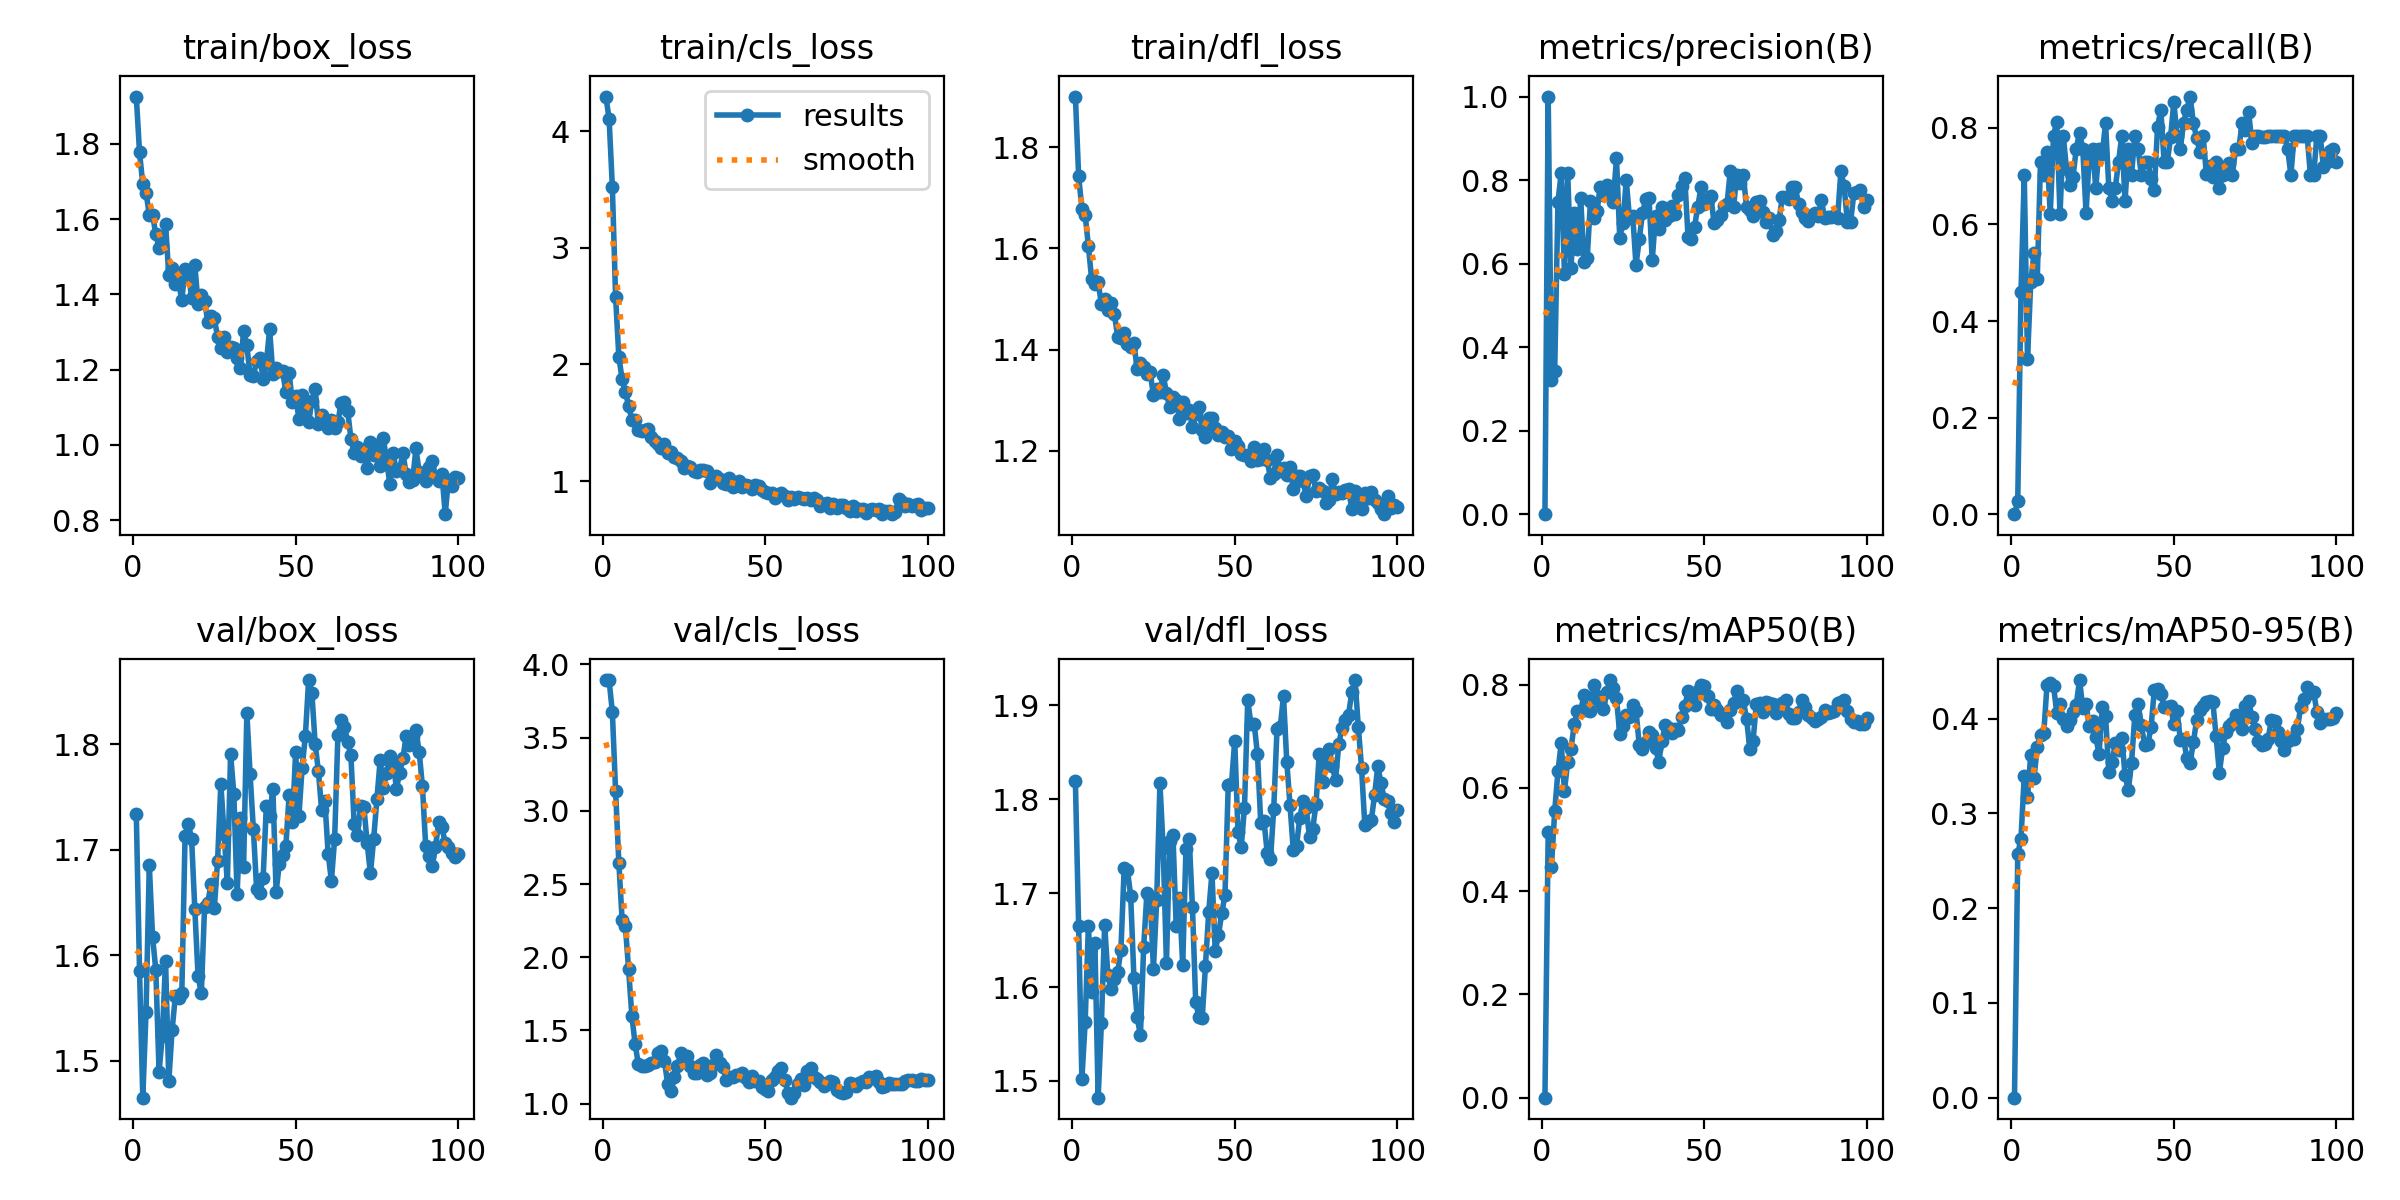 train/box_loss
1.8
1.6
1.4
1.2
1.0
0.8
0 50 100
train/cls_loss
results
smooth
4
3
2
1
0 50 100
train/dfl_loss
1.8
1.6
1.4
1.2
0 50 100
metrics/precision(B)
1.0
0.8
0.6
0.4
0.2
0.0
0 50 100
metrics/recall(B)
0.8
0.6
0.4
0.2
0.0
0 50 100
val/box_loss
1.8
1.7
1.6
1.5
0 50 100
val/cls_loss
4.0
3.5
3.0
2.5
2.0
1.5
1.0
0 50 100
val/dfl_loss
1.9
1.8
1.7
1.6
1.5
0 50 100
metrics/mAP50(B)
0.8
0.6
0.4
0.2
0.0
0 50 100
metrics/mAP50-95(B)
0.4
0.3
0.2
0.1
0.0
0 50 100